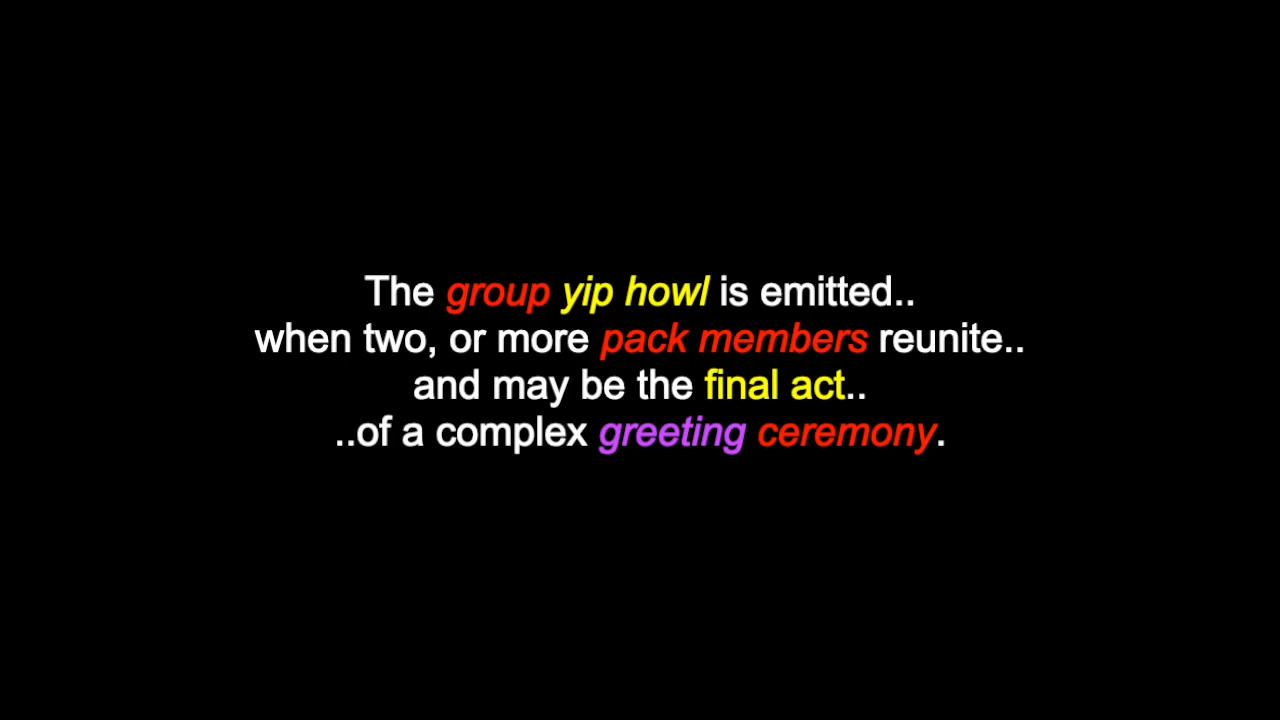 The group yip howl is emitted..
when two, or more pack members reunite..
and may be the final act..
..of a complex greeting ceremony.